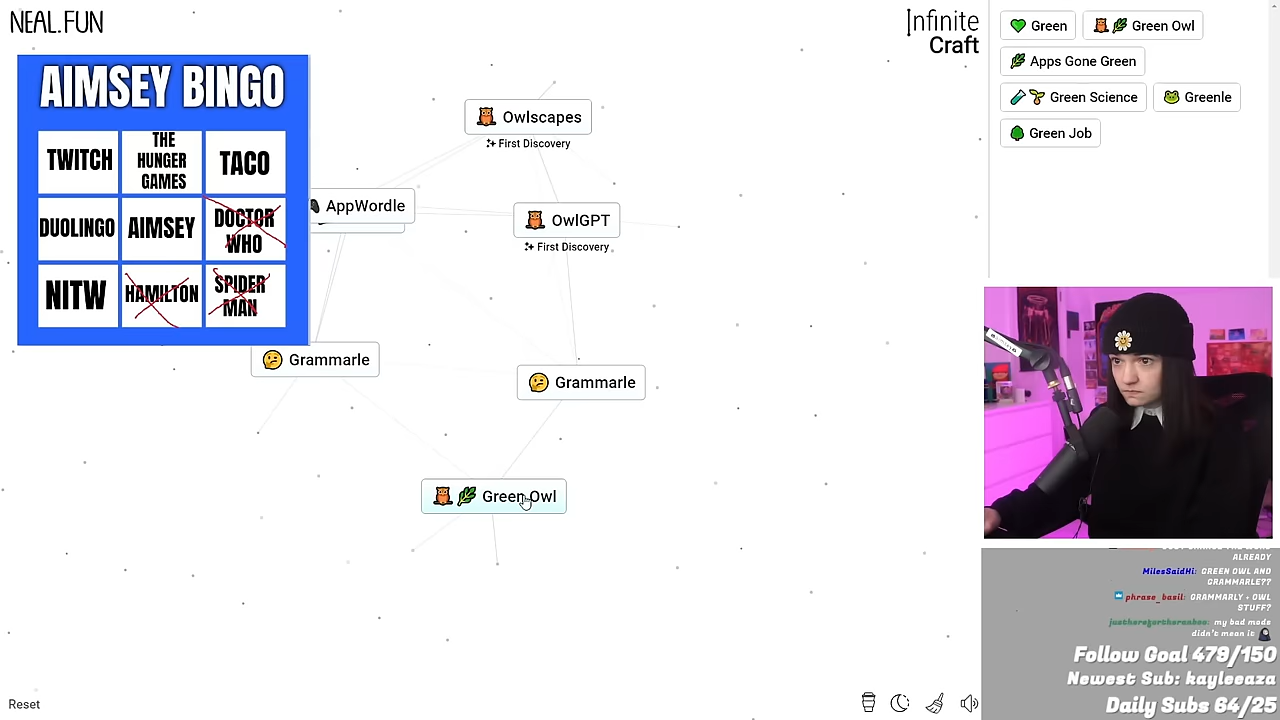 NEAL.FUN
Infinite
Craft
AIMSEY BINGO
TWITCH
THE
HUNGER
GAMES
TACO
DUOLINGO
AIMSEY
DOCTOR
WHO
NITW
HAMILTON
SPIDER
MAN
Owlscapes
First Discovery
AppWordle
OwlGPT
First Discovery
Grammarle
Grammarle
Green Owl
Reset
Green
Green Owl
Apps Gone Green
Green Science
Greenle
Green Job
ALREADY
MilesSaidHi: GREEN OWL AND
GRAMMARLE??
phrase_basil: GRAMMARLY + OWL
STUFF?
my bad mods
didn't mean it
Follow Goal 479/150
Newest Sub: kayleeaza
Daily Subs 64/25